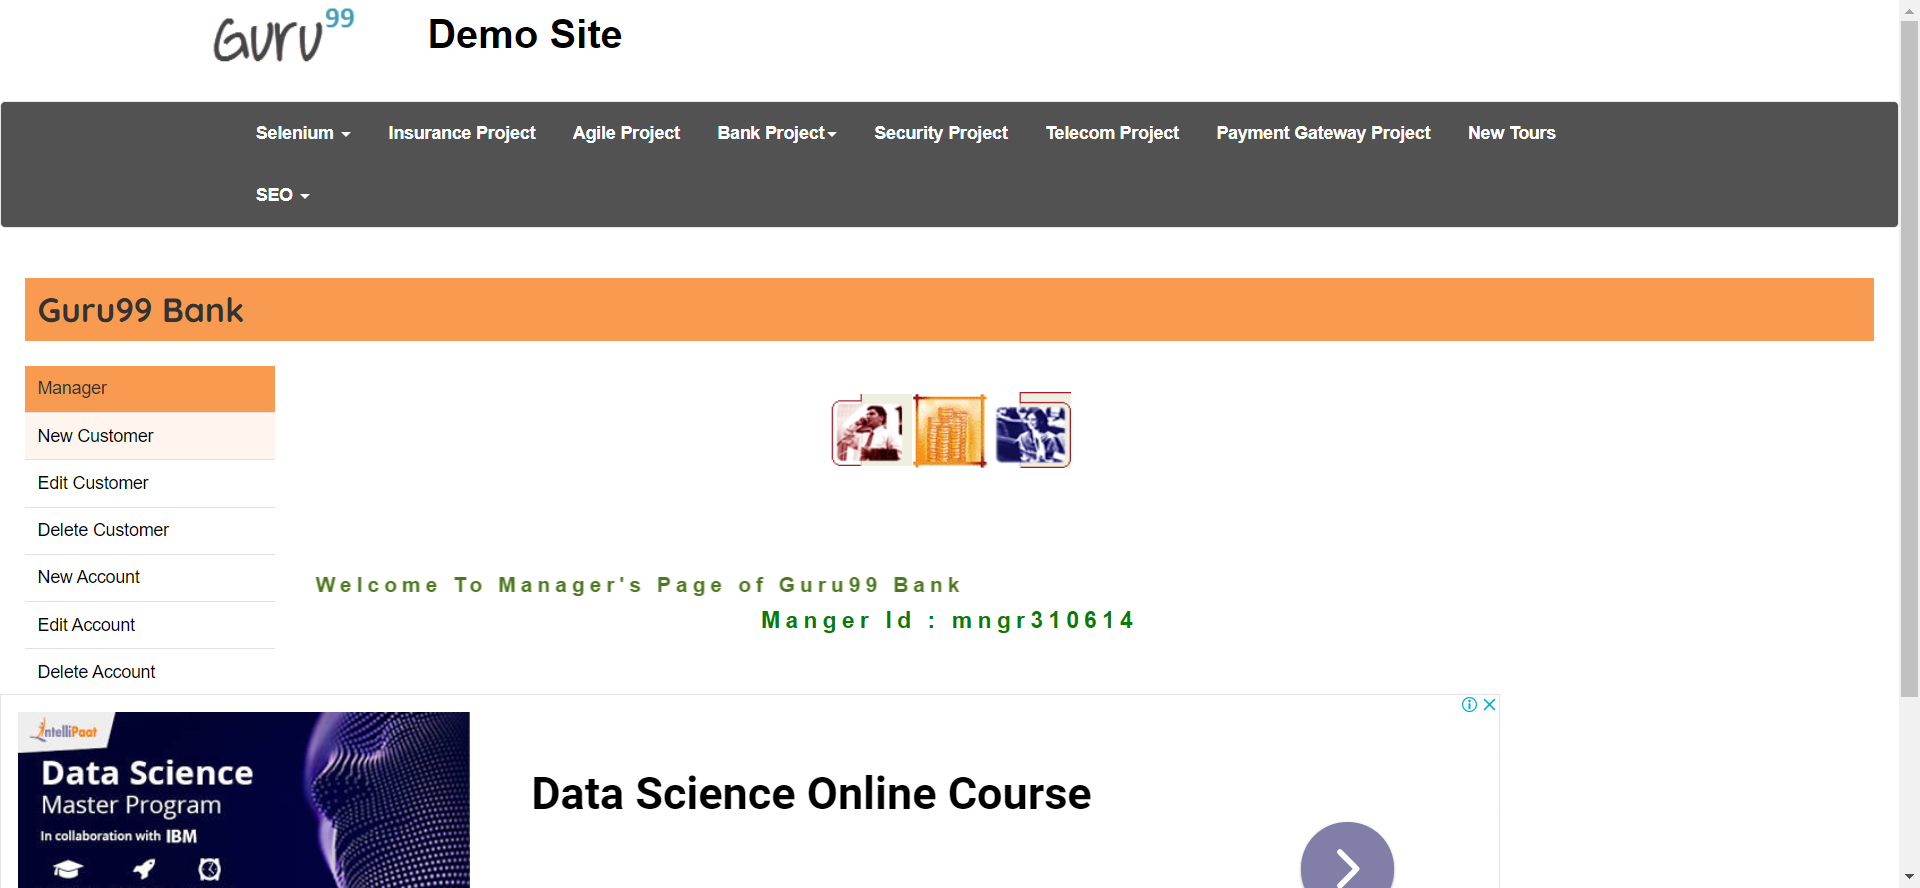 Guru99 Demo Site
Selenium Insurance Project Agile Project Bank Project Security Project Telecom Project Payment Gateway Project New Tours
SEO
Guru99 Bank
Manager
New Customer
Edit Customer
Delete Customer
New Account
Edit Account
Delete Account
Welcome To Manager's Page of Guru99 Bank
Manger Id : mngr310614
intelliPaat
Data Science
Master Program
In collaboration with IBM
Data Science Online Course